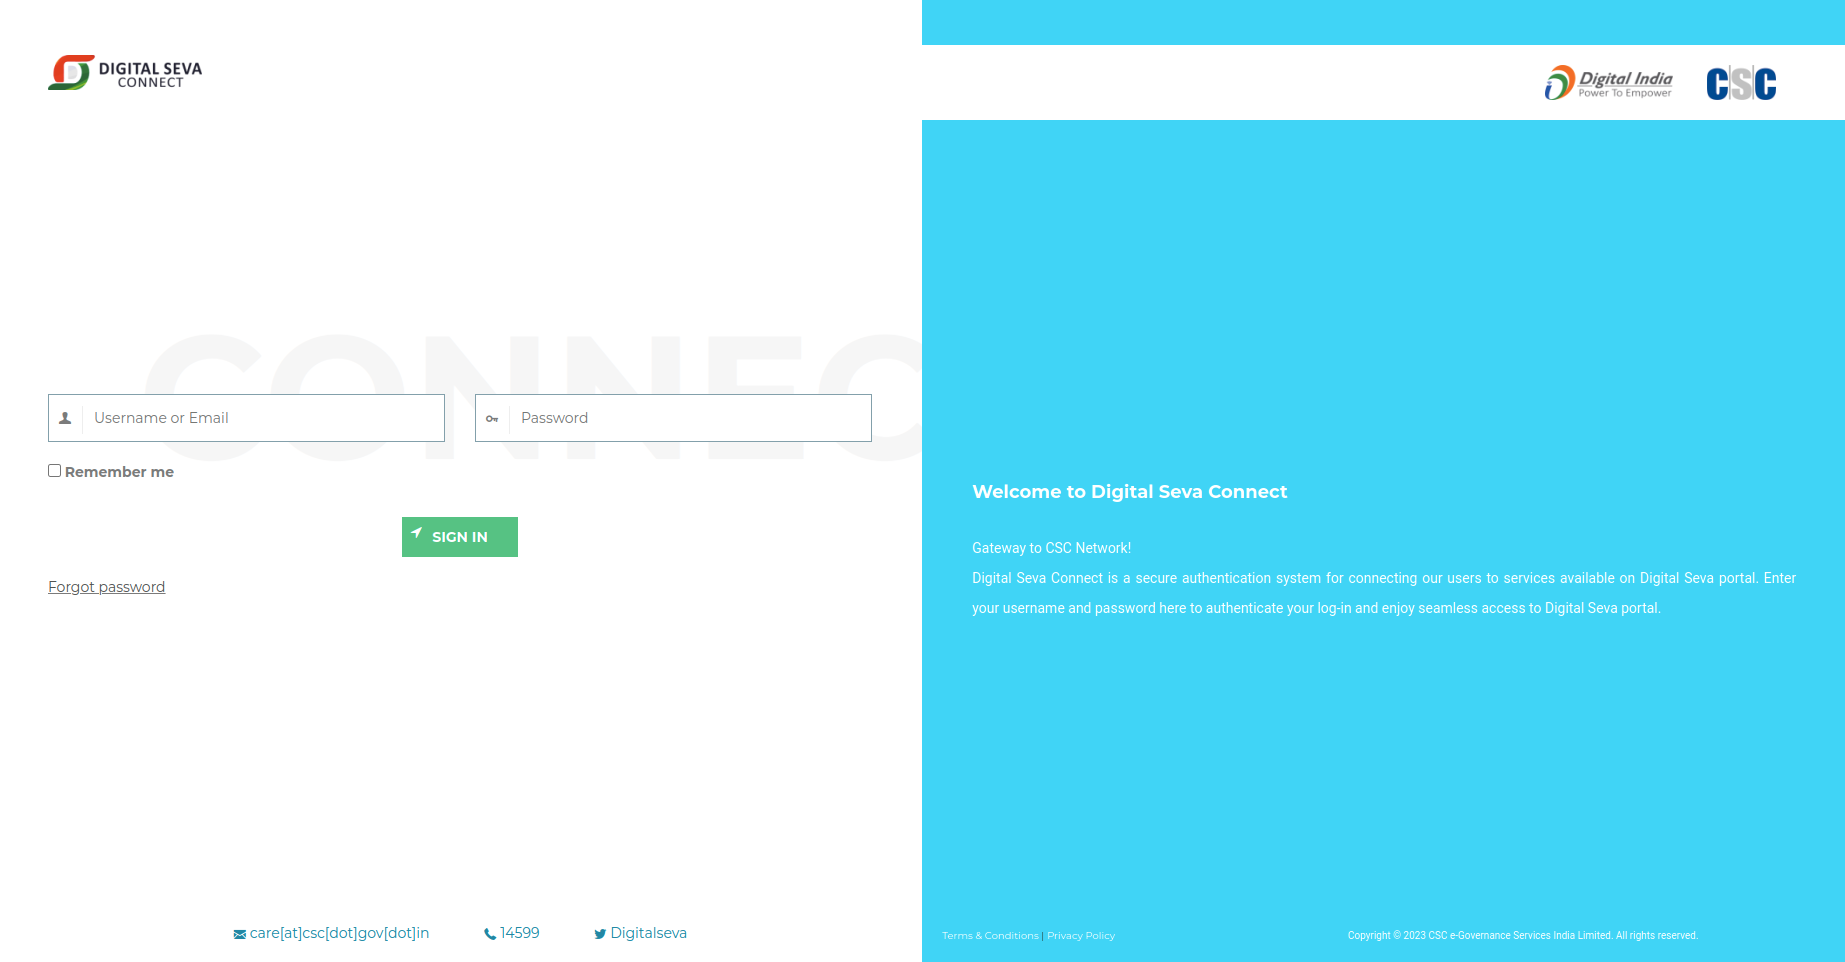 DIGITAL SEVA
CONNECT
Digital India
Power To Empower
CSC
CONNEC
Username or Email
Password
Remember me
SIGN IN
Forgot password
Welcome to Digital Seva Connect
Gateway to CSC Network!
Digital Seva Connect is a secure authentication system for connecting our users to services available on Digital Seva portal. Enter
your username and password here to authenticate your log-in and enjoy seamless access to Digital Seva portal.
care[at]csc[dot]gov[dot]in
14599
Digitalseva
Terms & Conditions | Privacy Policy
Copyright © 2023 CSC e-Governance Services India Limited. All rights reserved.